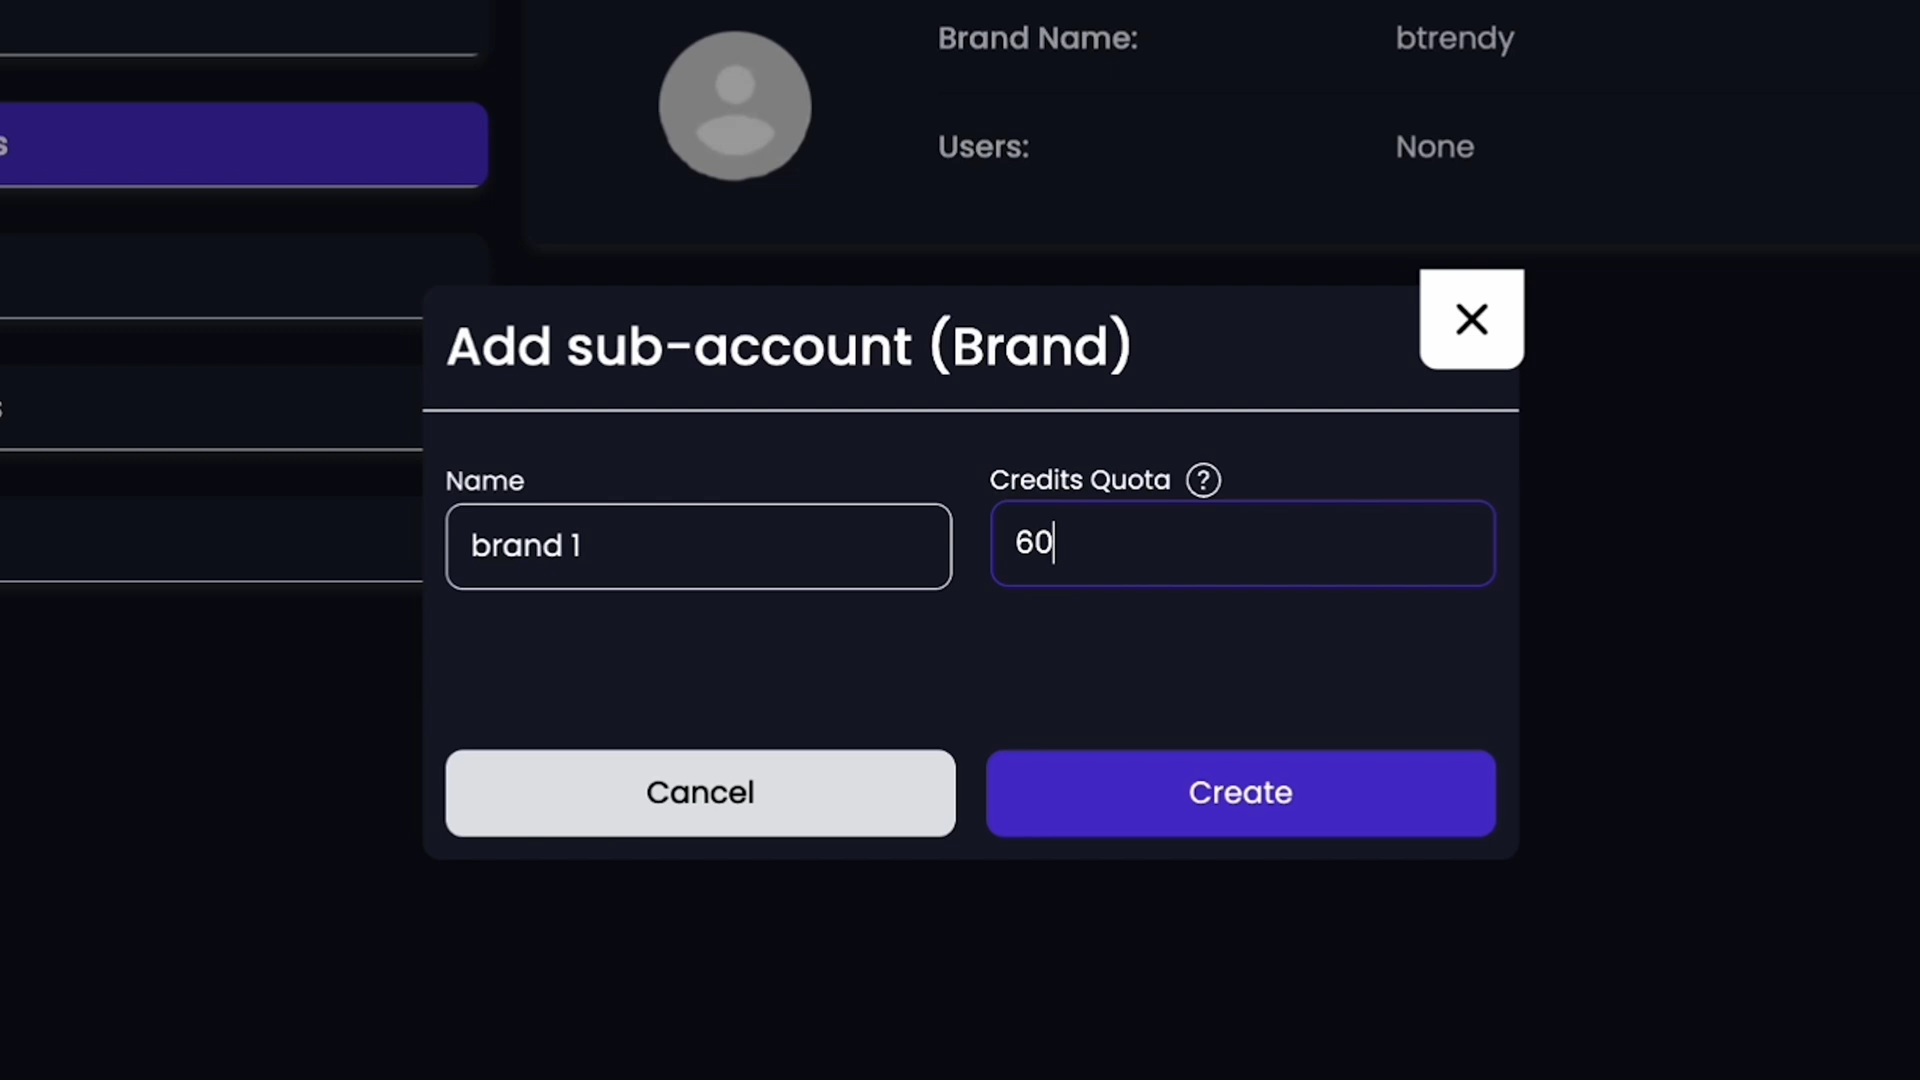 Brand Name: btrendy
s
Users: None
Add sub-account (Brand)
s
Name Credits Quota ?
brand 1 60
Cancel Create